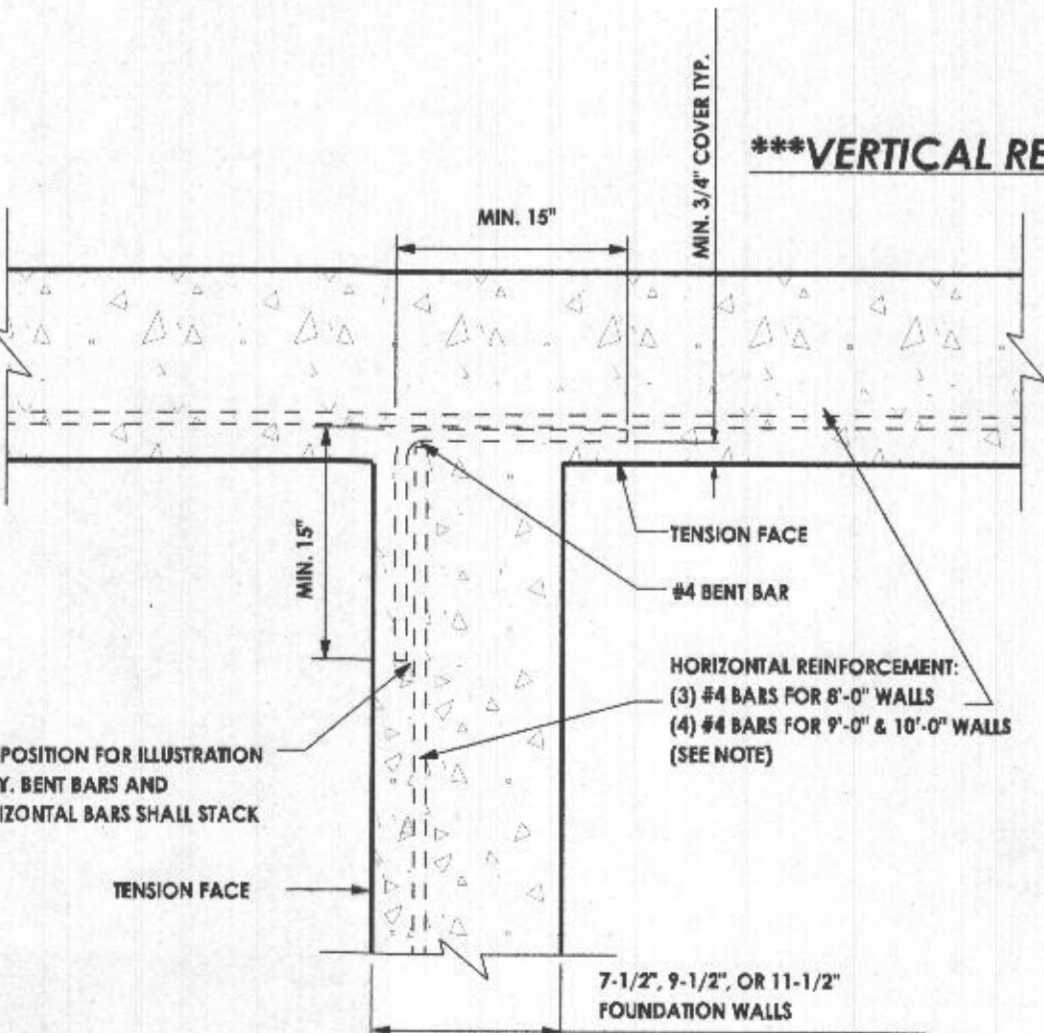 ***VERTICAL RE
MIN. 15"
MIN. 3/4" COVER TYP.
MIN. 15"
TENSION FACE
#4 BENT BAR
HORIZONTAL REINFORCEMENT:
(3) #4 BARS FOR 8'-0" WALLS
(4) #4 BARS FOR 9'-0" & 10'-0" WALLS
(SEE NOTE)
POSITION FOR ILLUSTRATION
Y. BENT BARS AND
IZONTAL BARS SHALL STACK
TENSION FACE
7-1/2", 9-1/2", OR 11-1/2"
FOUNDATION WALLS